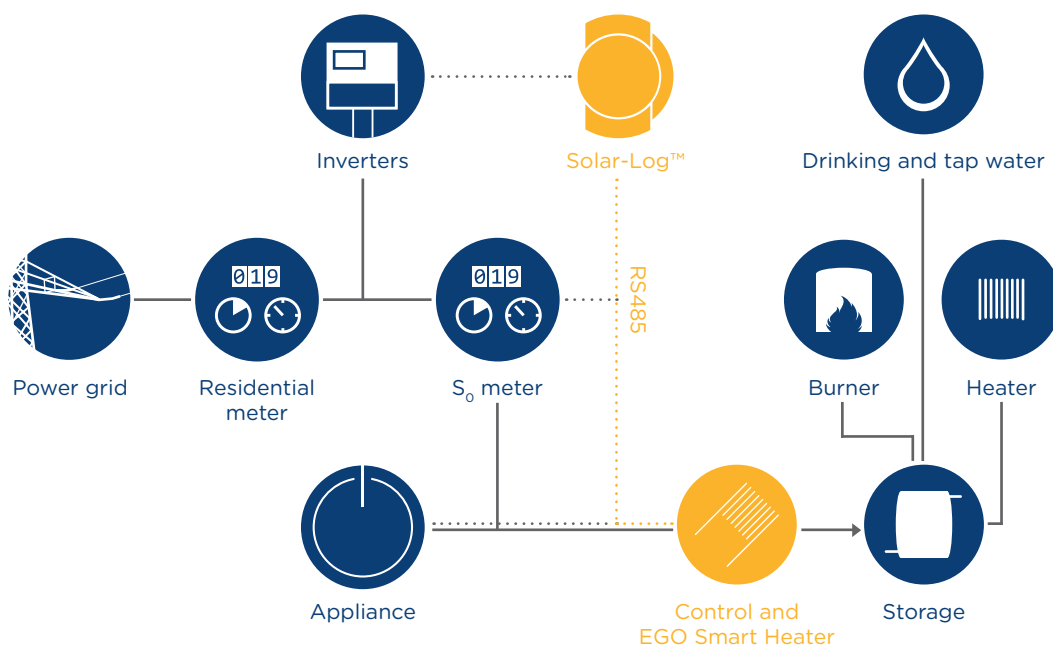 Inverters
Solar-Log™
Drinking and tap water
019
019
RS485
Power grid
Residential
meter
S₀ meter
Burner
Heater
Appliance
Control and
EGO Smart Heater
Storage